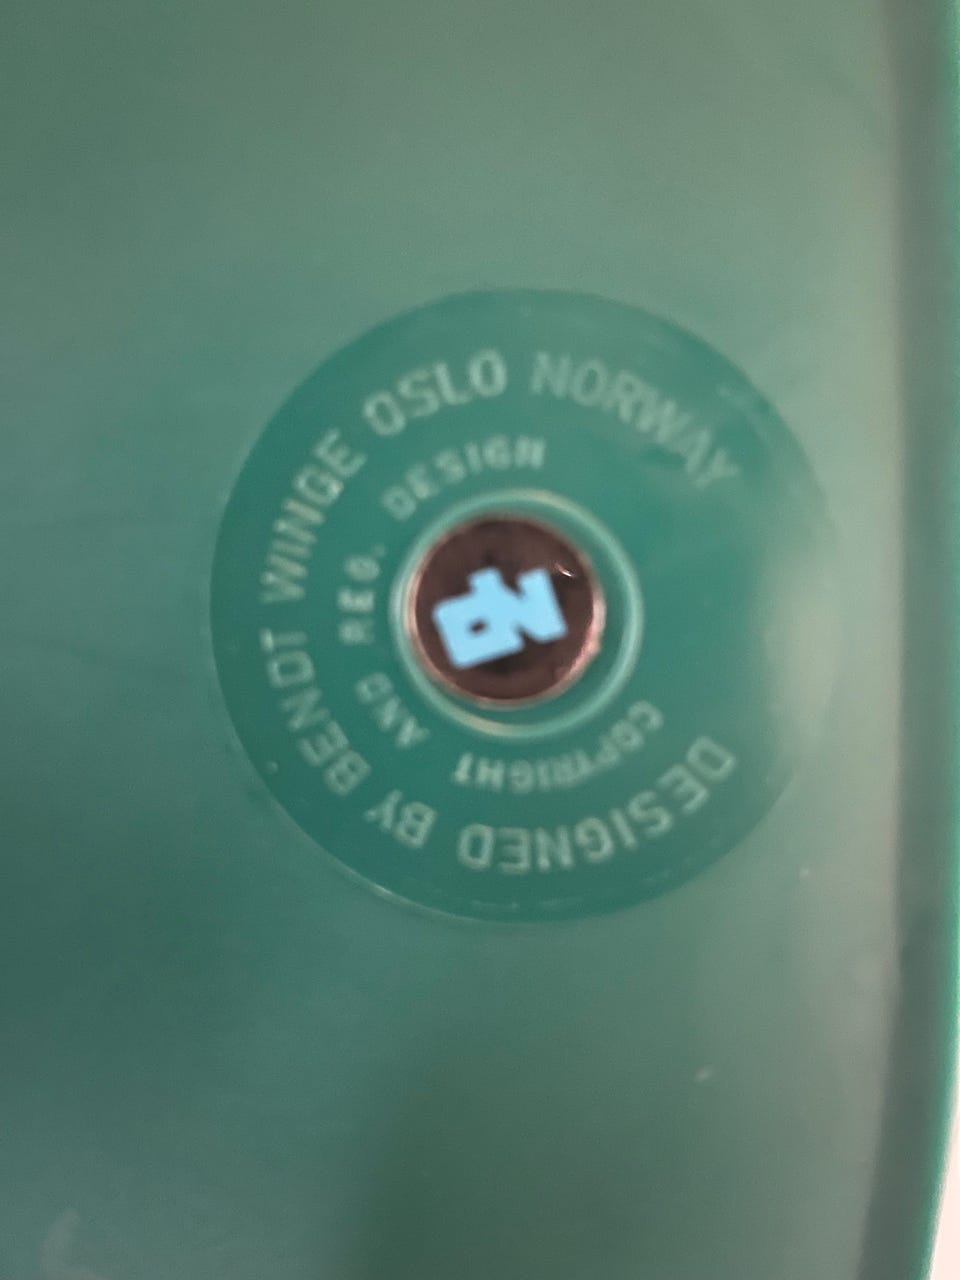 DESIGNED BY BENDT WINGE OSLO NORWAY
COPYRIGHT AND REG. DESIGN